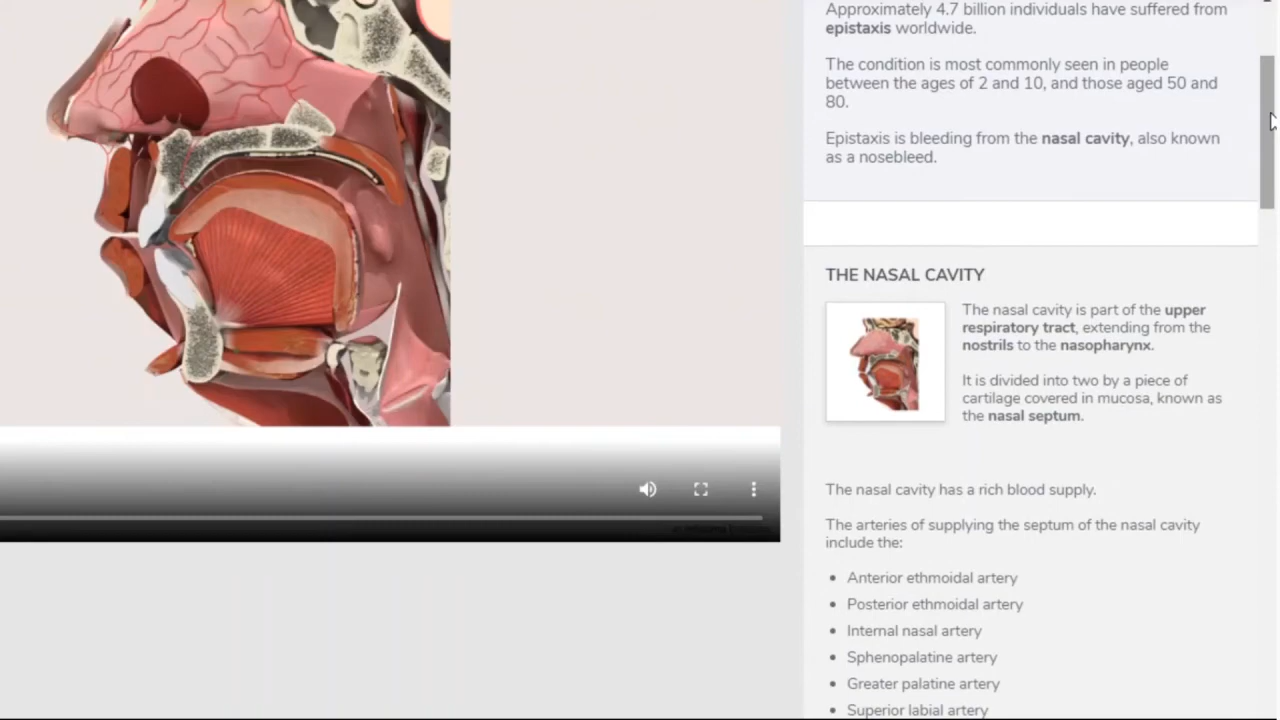 Approximately 4.7 billion individuals have suffered from
epistaxis worldwide.
The condition is most commonly seen in people
between the ages of 2 and 10, and those aged 50 and
80.
Epistaxis is bleeding from the nasal cavity, also known
as a nosebleed.
THE NASAL CAVITY
The nasal cavity is part of the upper
respiratory tract, extending from the
nostrils to the nasopharynx.
It is divided into two by a piece of
cartilage covered in mucosa, known as
the nasal septum.
The nasal cavity has a rich blood supply.
The arteries of supplying the septum of the nasal cavity
include the:
Anterior ethmoidal artery
Posterior ethmoidal artery
Internal nasal artery
Sphenopalatine artery
Greater palatine artery
Superior labial artery